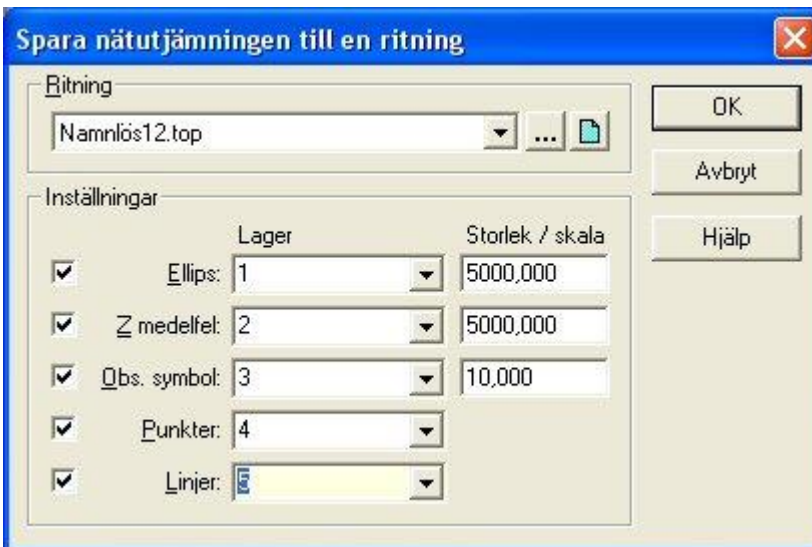 Spara nätutjämningen till en ritning
Ritning
Namnlös12.top
...
OK
Avbryt
Hjälp
Inställningar
Lager Storlek / skala
Ellips: 1 5000,000
Z medelfel: 2 5000,000
Obs. symbol: 3 10,000
Punkter: 4
Linjer: 5